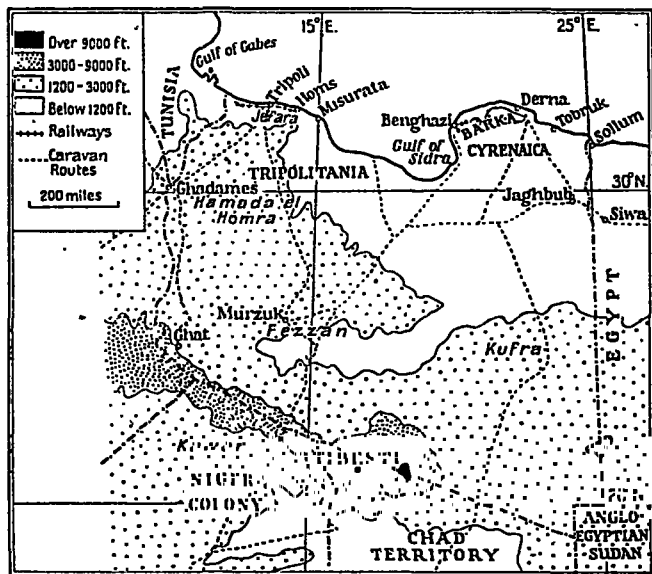 15°E.
25°E.
Over 9000 ft.
3000-9000 ft.
1200-3000 ft.
Below 1200 ft.
Railways
Caravan Routes
200 miles
Gulf of Gabes
TUNISIA
Tripoli
Homs
Misurata
Jefara
Benghazi
BARKA
Derna
Tobruk
Sollum
Gulf of Sidra
CYRENAICA
TRIPOLITANIA
30°N.
Ghadames
Hamada el Homra
Jaghbub
Siwa
EGYPT
Murzuk
Fezzan
Ghat
Kufra
TIBESTI
NIGER COLONY
CHAD TERRITORY
ANGLO-
EGYPTIAN
SUDAN